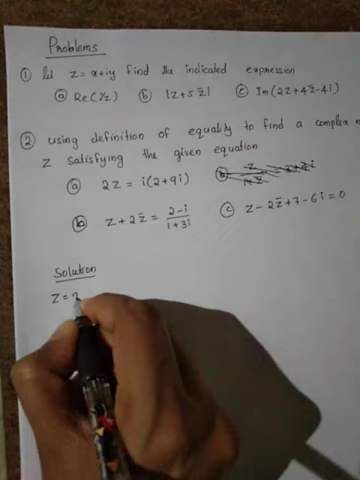 Problems
① let z = x+iy find the indicated expression
ⓐ Re(1/z) ⓑ |z+5z̄| ⓒ Im(2z+4z̄-4i)
② using definition of equality to find a complex
z satisfying the given equation
ⓐ 2z = i(2+9i)
ⓑ z+2z̄ = (2-i)/(1+3i) ⓒ z-2z̄+7-6i=0
Solution
z =